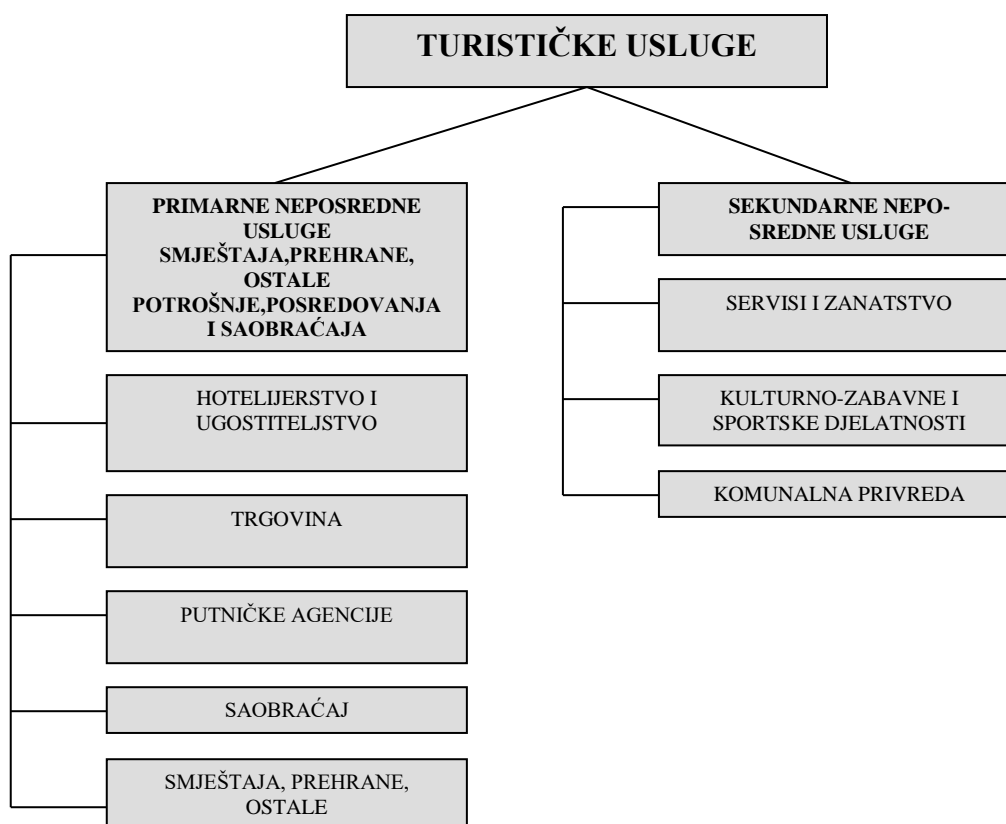 TURISTIČKE USLUGE
PRIMARNE NEPOSREDNE
USLUGE
SMJEŠTAJA,PREHRANE,
OSTALE
POTROŠNJE,POSREDOVANJA
I SAOBRAĆAJA
HOTELIJERSTVO I
UGOSTITELJSTVO
TRGOVINA
PUTNIČKE AGENCIJE
SAOBRAĆAJ
SMJEŠTAJA, PREHRANE,
OSTALE
SEKUNDARNE NEPO-
SREDNE USLUGE
SERVISI I ZANATSTVO
KULTURNO-ZABAVNE I
SPORTSKE DJELATNOSTI
KOMUNALNA PRIVREDA